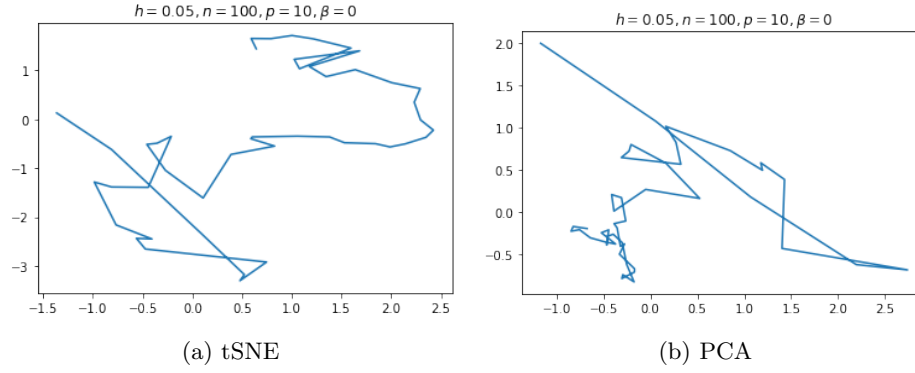 h = 0.05, n = 100, p = 10, β = 0
1
0
−1
−2
−3
−1.5 −1.0 −0.5 0.0 0.5 1.0 1.5 2.0 2.5
(a) tSNE
h = 0.05, n = 100, p = 10, β = 0
2.0
1.5
1.0
0.5
0.0
−0.5
−1.0 −0.5 0.0 0.5 1.0 1.5 2.0 2.5
(b) PCA